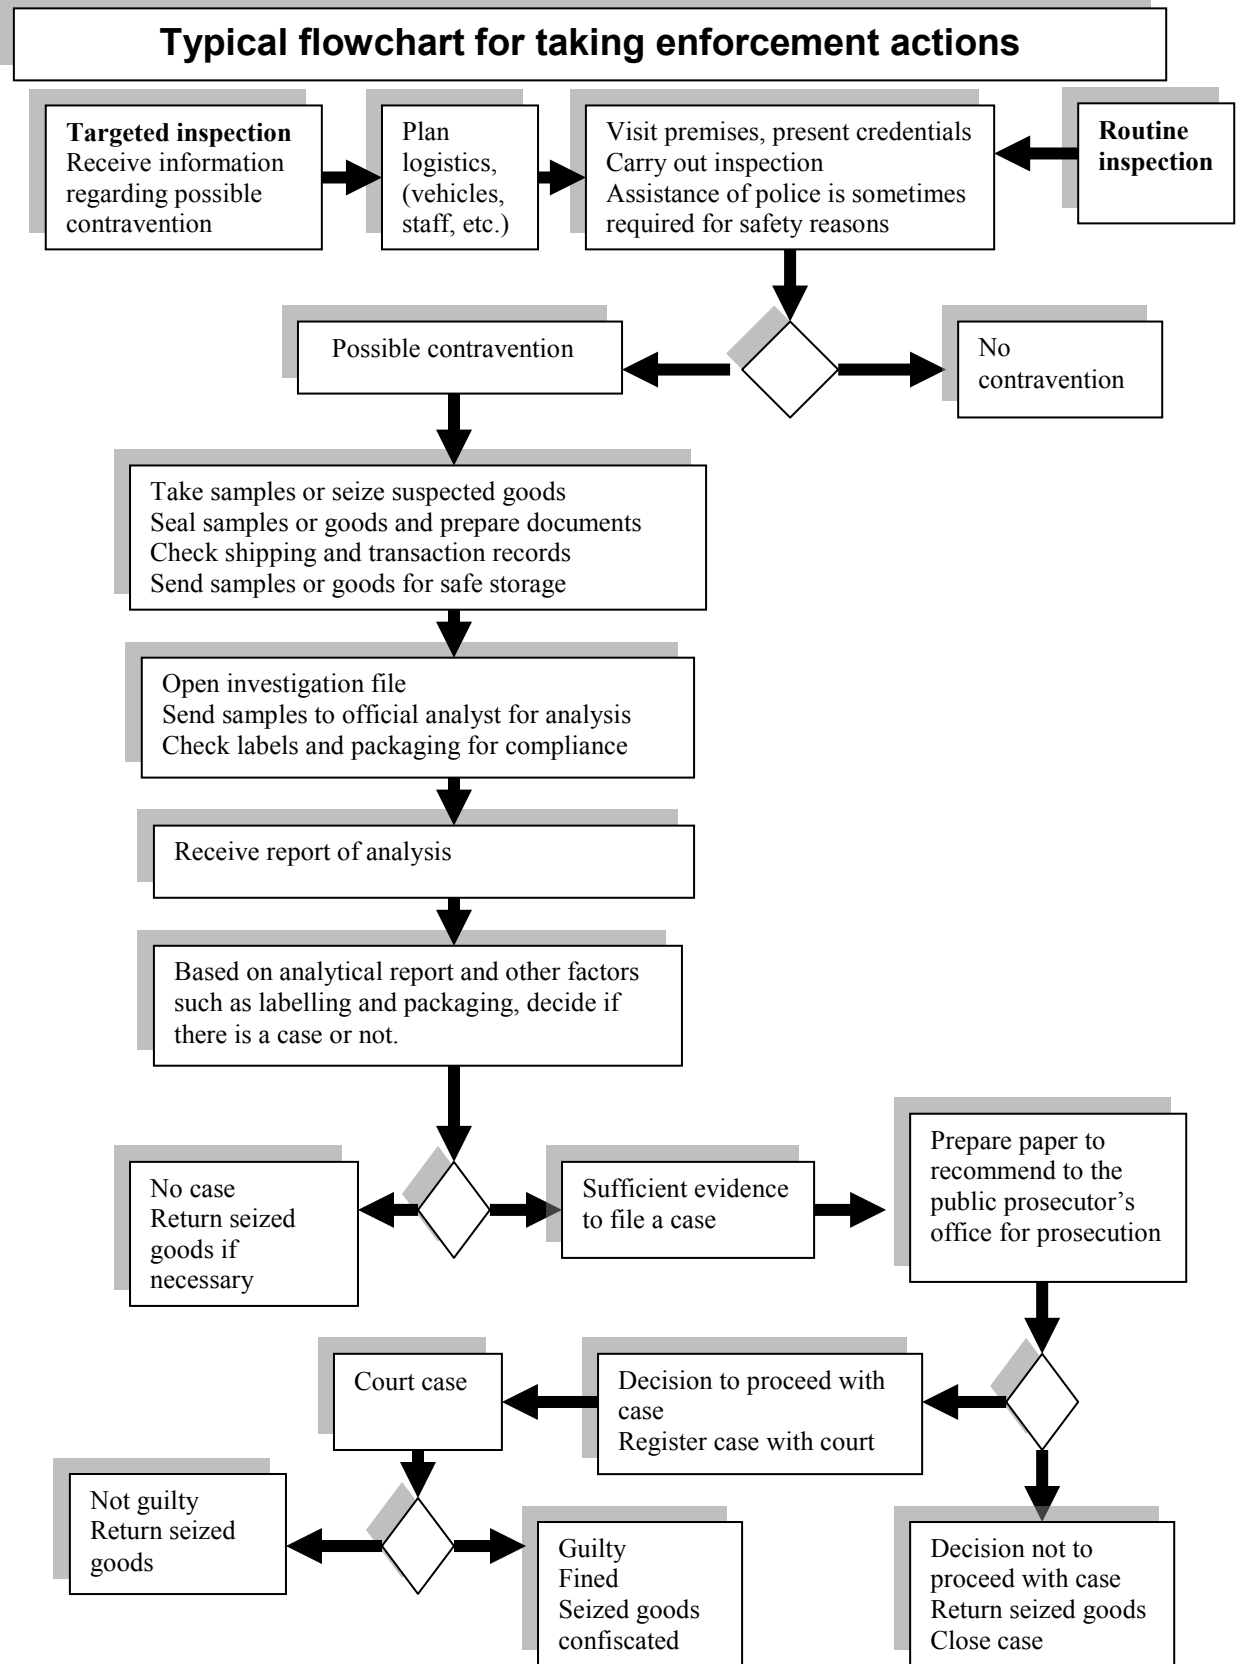 Typical flowchart for taking enforcement actions
Targeted inspection
Receive information
regarding possible
contravention
Plan
logistics,
(vehicles,
staff, etc.)
Visit premises, present credentials
Carry out inspection
Assistance of police is sometimes
required for safety reasons
Routine
inspection
Possible contravention
No
contravention
Take samples or seize suspected goods
Seal samples or goods and prepare documents
Check shipping and transaction records
Send samples or goods for safe storage
Open investigation file
Send samples to official analyst for analysis
Check labels and packaging for compliance
Receive report of analysis
Based on analytical report and other factors
such as labelling and packaging, decide if
there is a case or not.
No case
Return seized
goods if
necessary
Sufficient evidence
to file a case
Prepare paper to
recommend to the
public prosecutor’s
office for prosecution
Court case
Decision to proceed with
case
Register case with court
Not guilty
Return seized
goods
Guilty
Fined
Seized goods
confiscated
Decision not to
proceed with case
Return seized goods
Close case